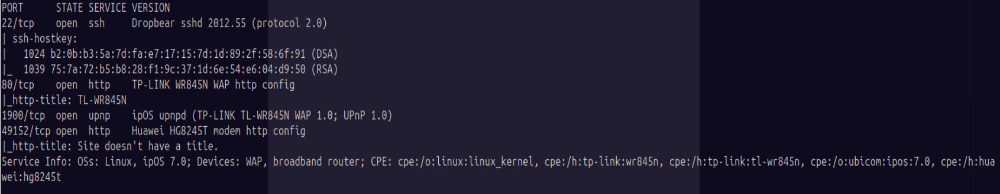 PORT      STATE SERVICE VERSION
22/tcp    open  ssh     Dropbear sshd 2012.55 (protocol 2.0)
| ssh-hostkey:
|   1024 b2:0b:b3:5a:7d:fa:e7:17:15:7d:1d:89:2f:58:6f:91 (DSA)
|_  1039 75:7a:72:b5:b8:28:f1:9c:37:1d:6e:54:e6:04:d9:50 (RSA)
80/tcp    open  http    TP-LINK WR845N WAP http config
|_http-title: TL-WR845N
1900/tcp  open  upnp    ipOS upnpd (TP-LINK TL-WR845N WAP 1.0; UPnP 1.0)
49152/tcp open  http    Huawei HG8245T modem http config
|_http-title: Site doesn't have a title.
Service Info: OSs: Linux, ipOS 7.0; Devices: WAP, broadband router; CPE: cpe:/o:linux:linux_kernel, cpe:/h:tp-link:wr845n, cpe:/h:tp-link:tl-wr845n, cpe:/o:ubicom:ipos:7.0, cpe:/h:hua
wei:hg8245t